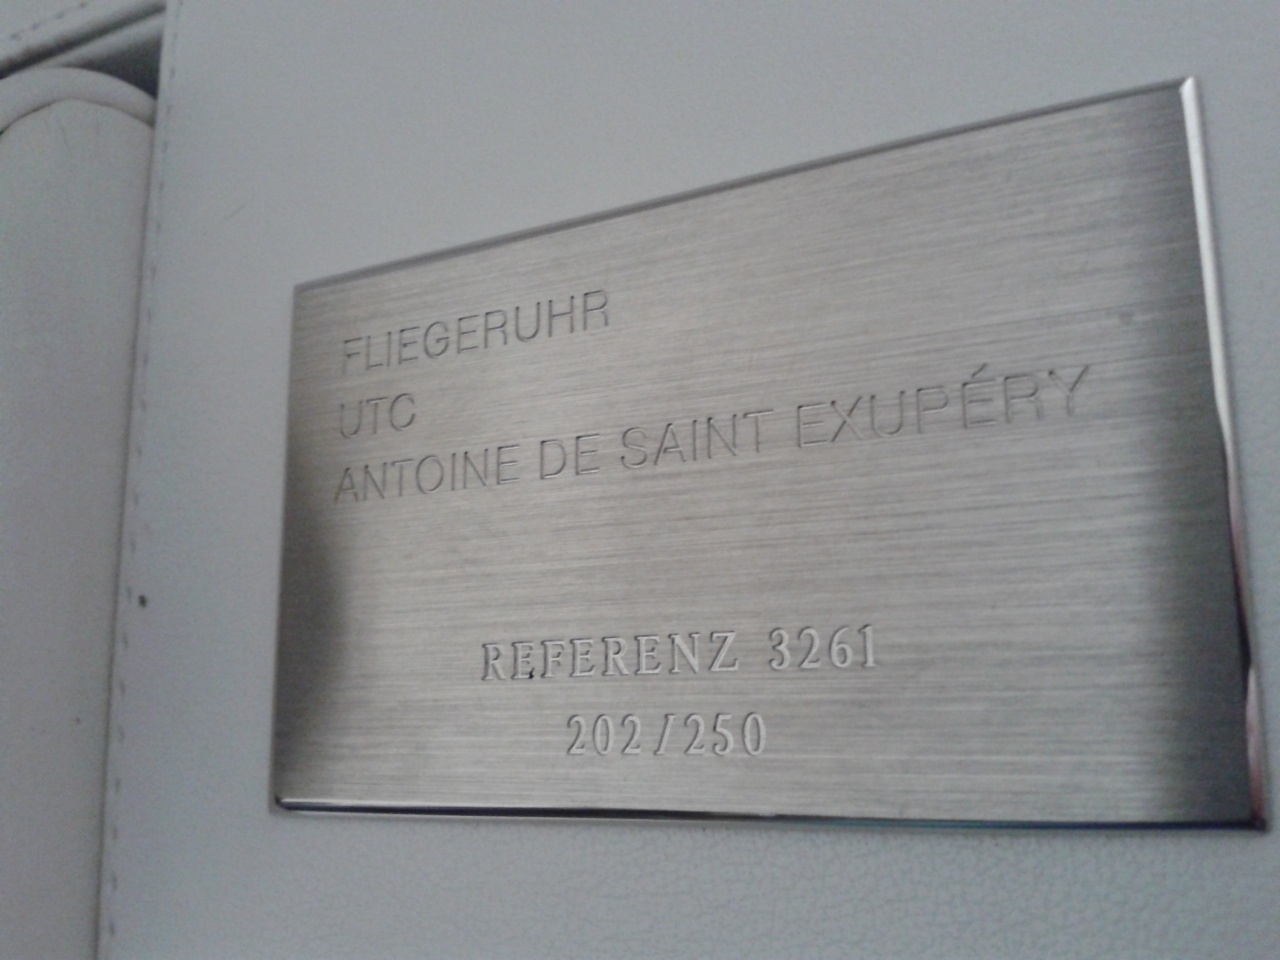 FLIEGERUHR
UTC
ANTOINE DE SAINT EXUPÉRY
REFERENZ 3261
202/250